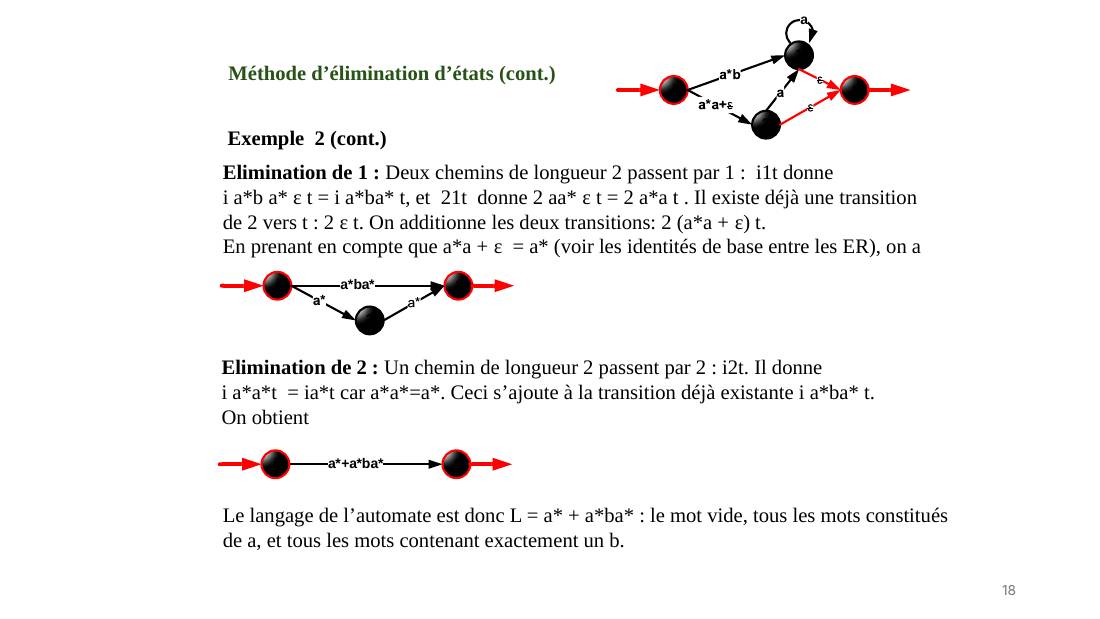 a
Méthode d’élimination d’états (cont.)
a*b
ε
a
a*a+ε
ε
Exemple 2 (cont.)
Elimination de 1 : Deux chemins de longueur 2 passent par 1 : i1t donne
i a*b a* ε t = i a*ba* t, et 21t donne 2 aa* ε t = 2 a*a t . Il existe déjà une transition
de 2 vers t : 2 ε t. On additionne les deux transitions: 2 (a*a + ε) t.
En prenant en compte que a*a + ε = a* (voir les identités de base entre les ER), on a
a*ba*
a*
a*
Elimination de 2 : Un chemin de longueur 2 passent par 2 : i2t. Il donne
i a*a*t = ia*t car a*a*=a*. Ceci s’ajoute à la transition déjà existante i a*ba* t.
On obtient
a*+a*ba*
Le langage de l’automate est donc L = a* + a*ba* : le mot vide, tous les mots constitués
de a, et tous les mots contenant exactement un b.
18